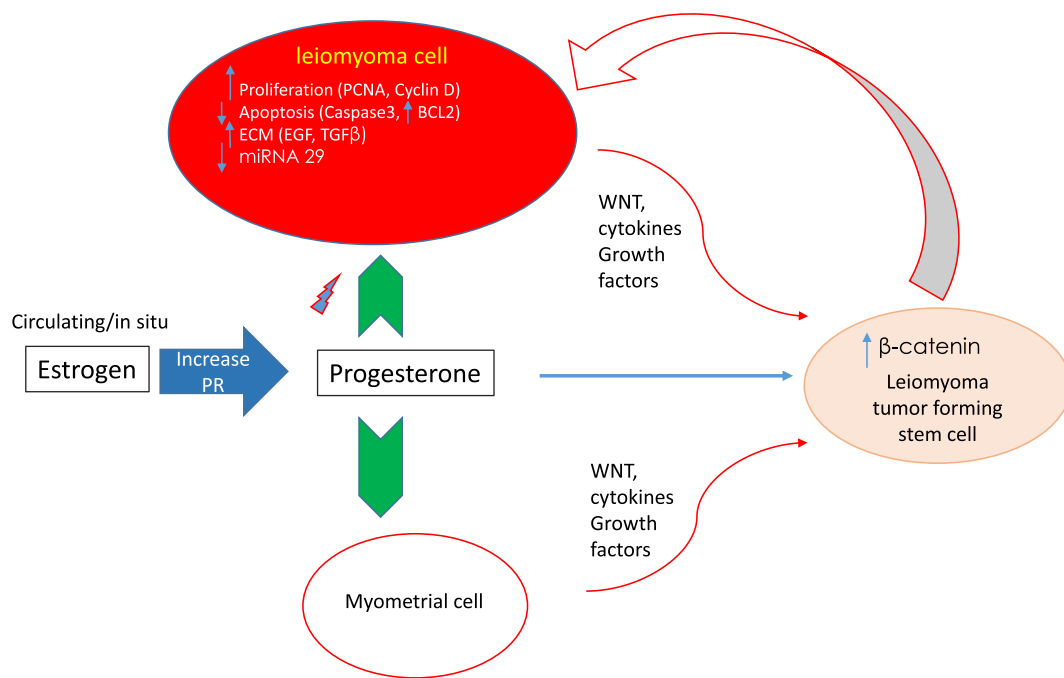 leiomyoma cell
Proliferation (PCNA, Cyclin D)
Apoptosis (Caspase3, BCL2)
ECM (EGF, TGFβ)
miRNA 29
WNT,
cytokines
Growth
factors
Circulating/in situ
Estrogen
Increase
PR
Progesterone
β-catenin
Leiomyoma
tumor forming
stem cell
WNT,
cytokines
Growth
factors
Myometrial cell